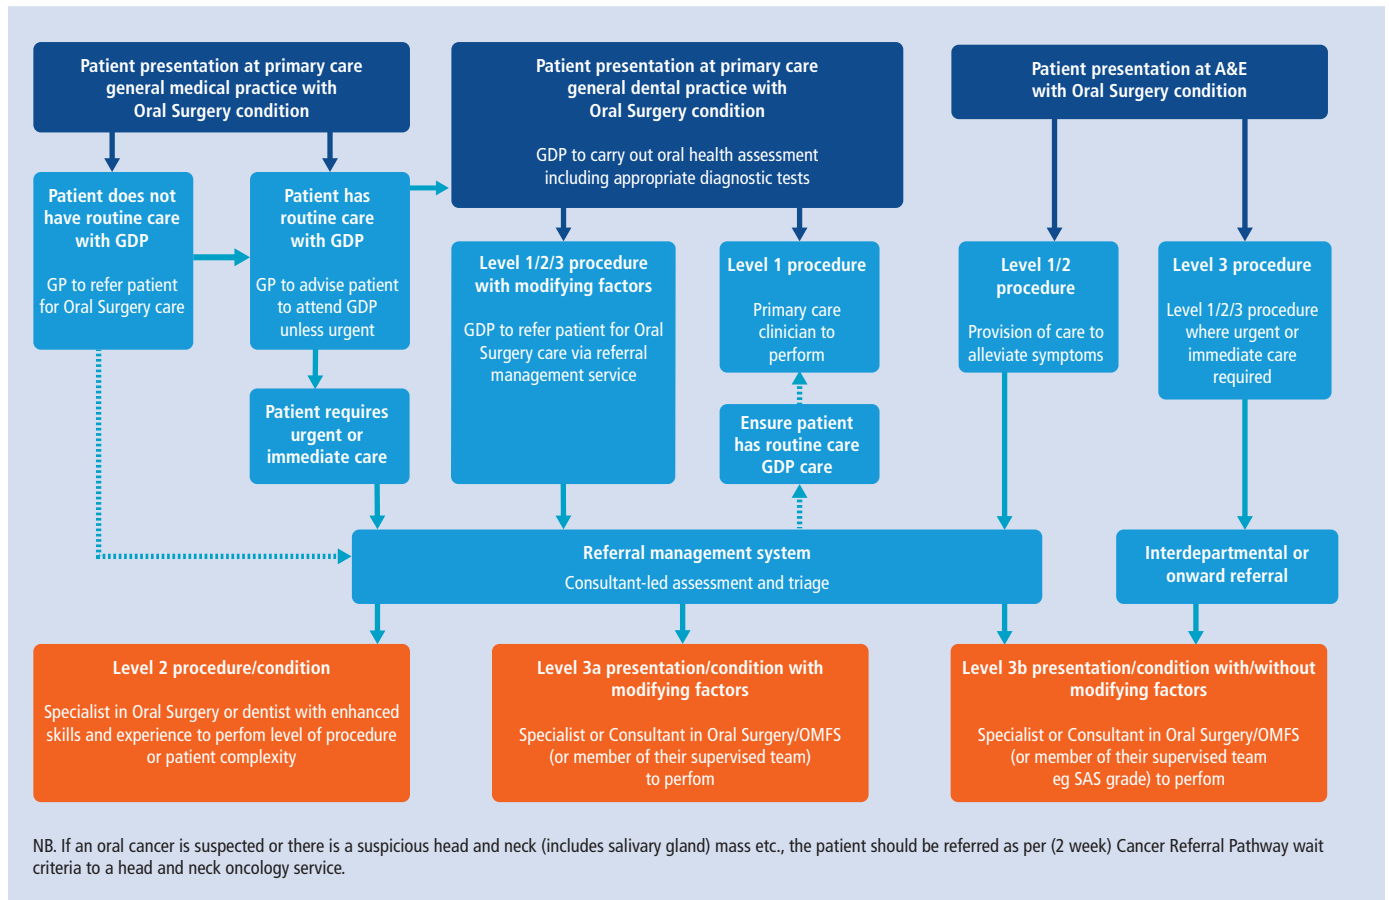 Patient presentation at primary care
general medical practice with
Oral Surgery condition
Patient presentation at primary care
general dental practice with
Oral Surgery condition
GDP to carry out oral health assessment
including appropriate diagnostic tests
Patient presentation at A&E
with Oral Surgery condition
Patient does not
have routine care
with GDP
GP to refer patient
for Oral Surgery care
Patient has
routine care
with GDP
GP to advise patient
to attend GDP
unless urgent
Level 1/2/3 procedure
with modifying factors
GDP to refer patient for Oral
Surgery care via referral
management service
Level 1 procedure
Primary care
clinician to
perform
Level 1/2
procedure
Provision of care to
alleviate symptoms
Level 3 procedure
Level 1/2/3 procedure
where urgent or
immediate care
required
Patient requires
urgent or
immediate care
Ensure patient
has routine care
GDP care
Referral management system
Consultant-led assessment and triage
Interdepartmental or
onward referral
Level 2 procedure/condition
Specialist in Oral Surgery or dentist with enhanced
skills and experience to perfom level of procedure
or patient complexity
Level 3a presentation/condition with
modifying factors
Specialist or Consultant in Oral Surgery/OMFS
(or member of their supervised team)
to perfom
Level 3b presentation/condition with/without
modifying factors
Specialist or Consultant in Oral Surgery/OMFS
(or member of their supervised team
eg SAS grade) to perfom
NB. If an oral cancer is suspected or there is a suspicious head and neck (includes salivary gland) mass etc., the patient should be referred as per (2 week) Cancer Referral Pathway wait
criteria to a head and neck oncology service.